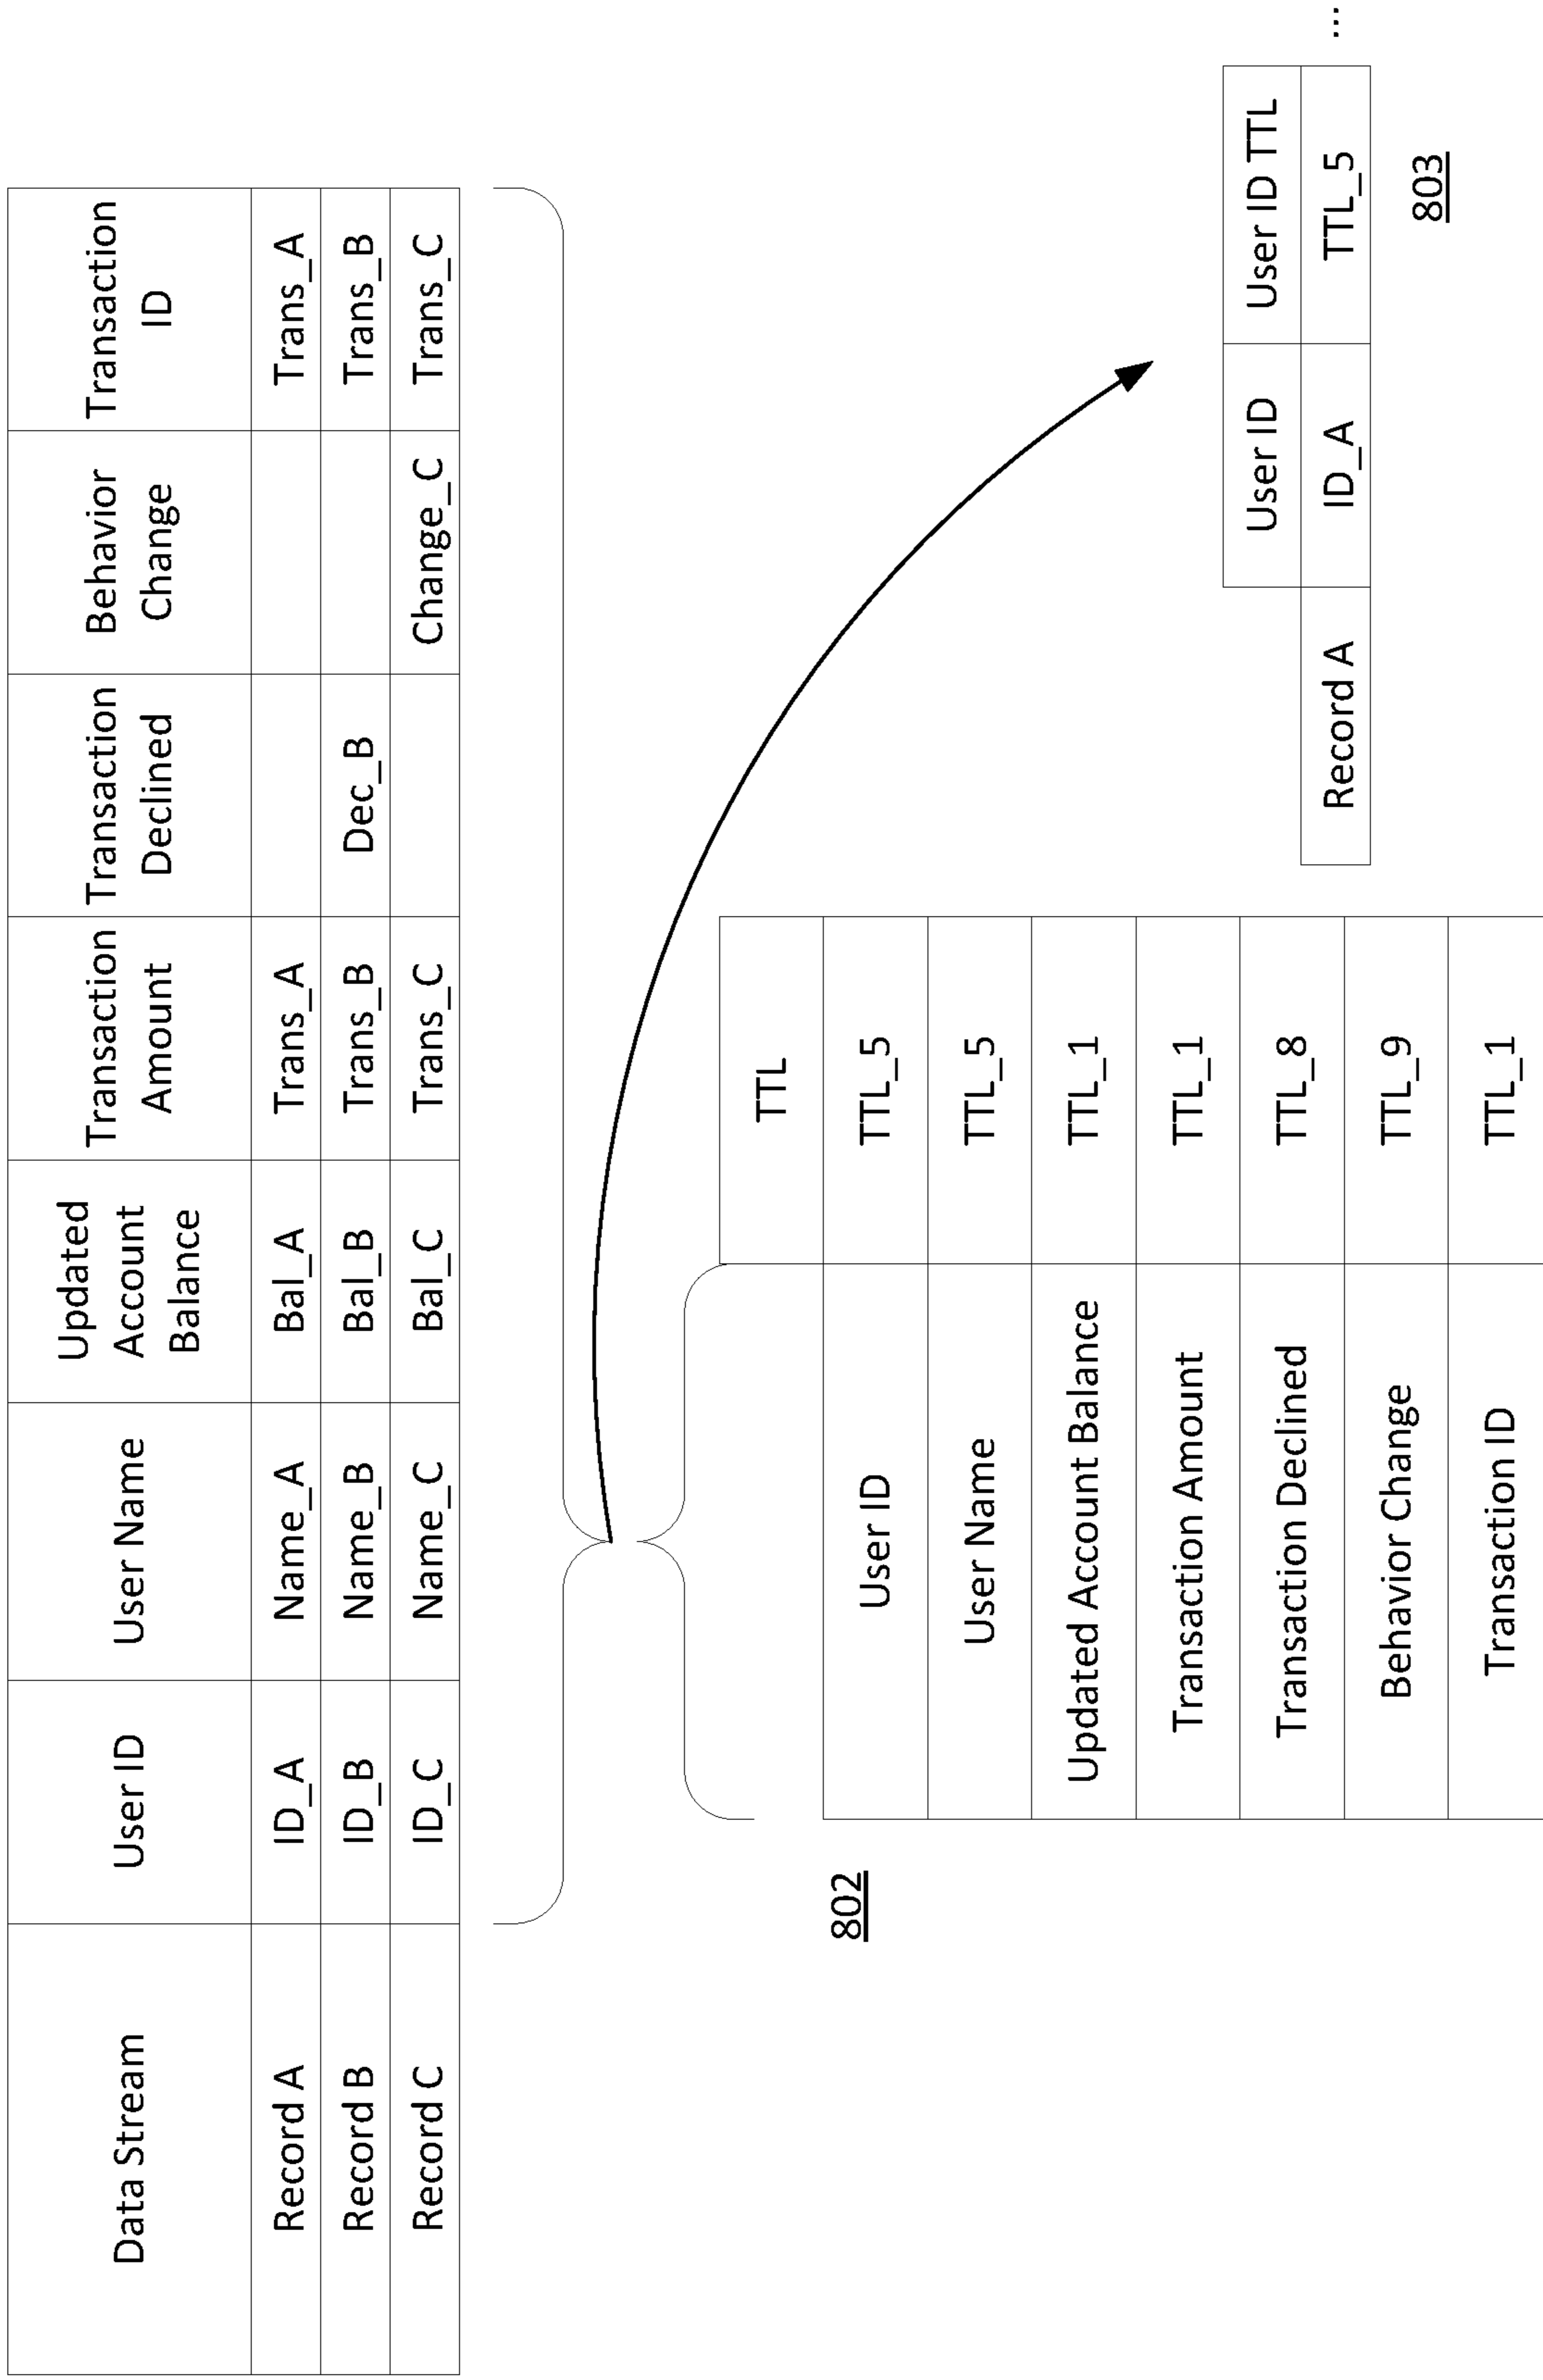 Data Stream
User ID
User Name
Updated
Account
Balance
Transaction
Amount
Transaction
Declined
Behavior
Change
Transaction
ID
Record A
ID_A
Name_A
Bal_A
Trans_A
Trans_A
Record B
ID_B
Name_B
Bal_B
Trans_B
Dec_B
Trans_B
Record C
ID_C
Name_C
Bal_C
Trans_C
Change_C
Trans_C
802
TTL
User ID
TTL_5
User Name
TTL_5
Updated Account Balance
TTL_1
Transaction Amount
TTL_1
Transaction Declined
TTL_8
Behavior Change
TTL_9
Transaction ID
TTL_1
User ID
User ID TTL
Record A
ID_A
TTL_5
...
803